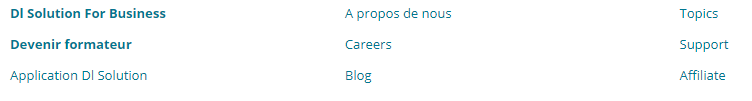 Dl Solution For Business
A propos de nous
Topics
Devenir formateur
Careers
Support
Application Dl Solution
Blog
Affiliate